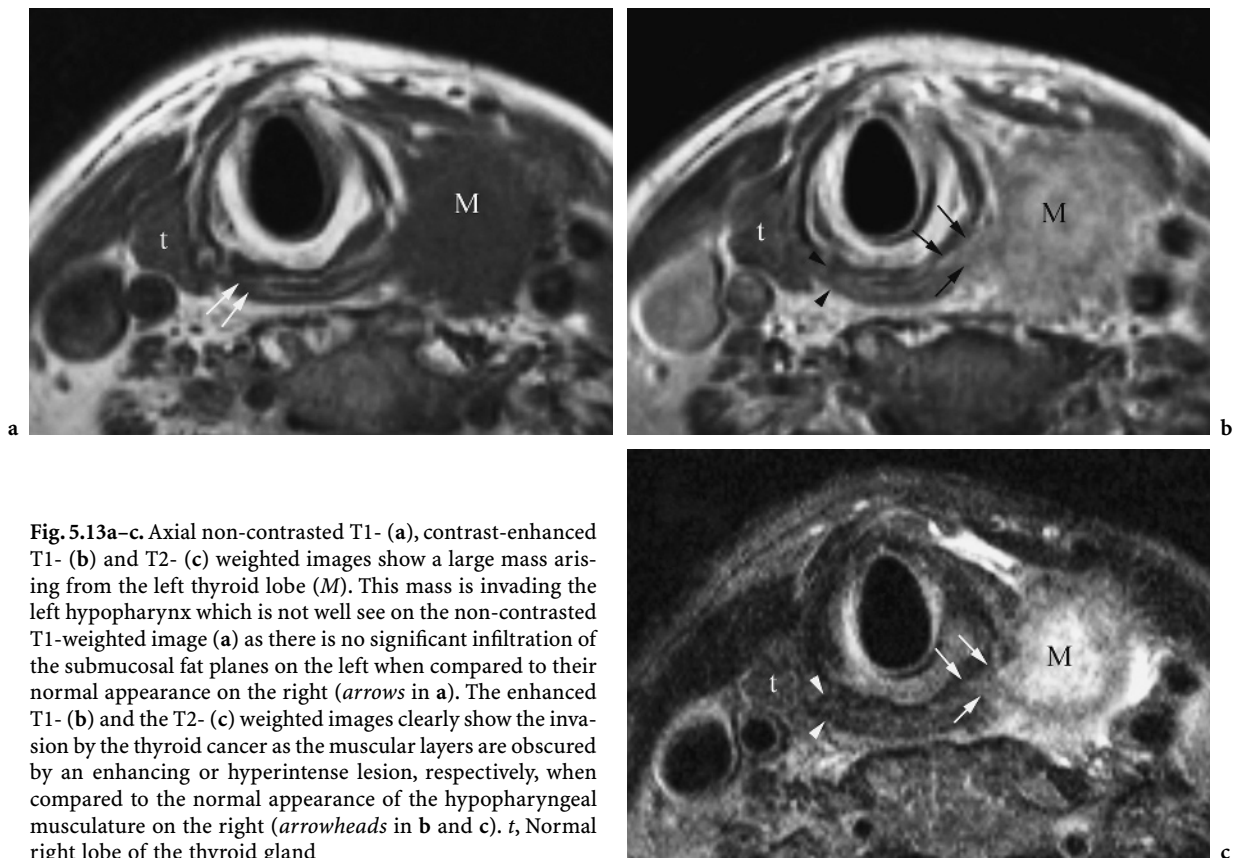 t
M
a
t
M
b
Fig. 5.13a–c. Axial non-contrasted T1- (a), contrast-enhanced
T1- (b) and T2- (c) weighted images show a large mass aris-
ing from the left thyroid lobe (M). This mass is invading the
left hypopharynx which is not well see on the non-contrasted
T1-weighted image (a) as there is no significant infiltration of
the submucosal fat planes on the left when compared to their
normal appearance on the right (arrows in a). The enhanced
T1- (b) and the T2- (c) weighted images clearly show the inva-
sion by the thyroid cancer as the muscular layers are obscured
by an enhancing or hyperintense lesion, respectively, when
compared to the normal appearance of the hypopharyngeal
musculature on the right (arrowheads in b and c). t, Normal
right lobe of the thyroid gland
t
M
c